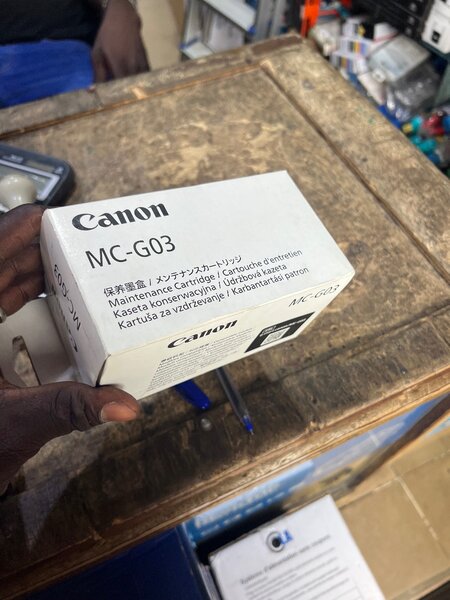 Canon
MC-G03
保养墨盒 / メンテナンスカートリッジ
Maintenance Cartridge / Cartouche d'entretien
Kaseta konserwacyjna / Údržbová kazeta
Kartuša za vzdrževanje / Karbantartási patron
MC-G03
Canon
MC-G03